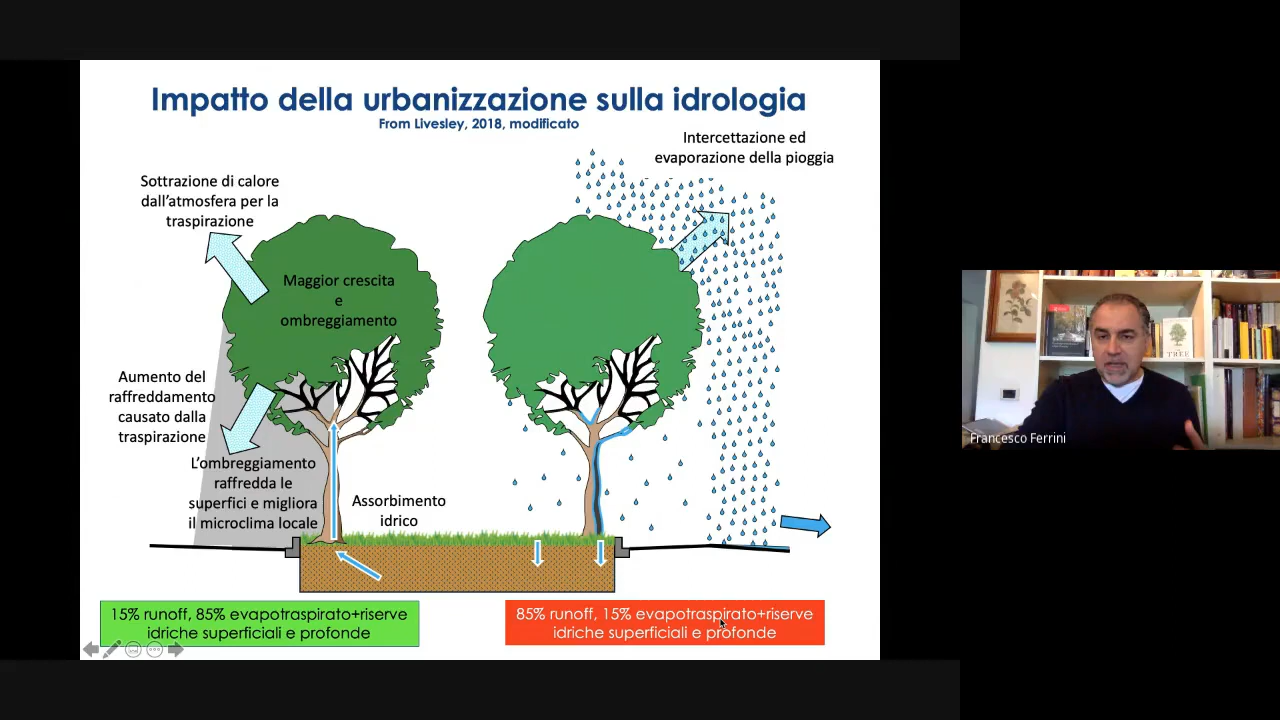 Impatto della urbanizzazione sulla idrologia
From Livesley, 2018, modificato
Intercettazione ed
evaporazione della pioggia
Sottrazione di calore
dall'atmosfera per la
traspirazione
Maggior crescita
e
ombreggiamento
Aumento del
raffreddamento
causato dalla
traspirazione
L'ombreggiamento
raffredda le
superfici e migliora
il microclima locale
Assorbimento
idrico
15% runoff, 85% evapotraspirato+riserve
idriche superficiali e profonde
85% runoff, 15% evapotraspirato+riserve
idriche superficiali e profonde
TREE
Francesco Ferrini